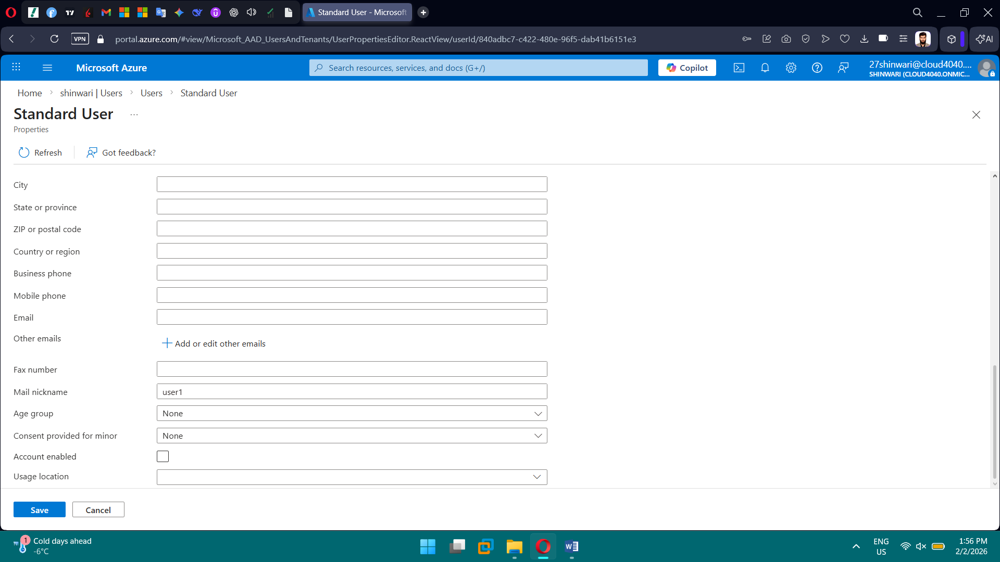 Standard User - Microsoft
VPN
portal.azure.com/#view/Microsoft_AAD_UsersAndTenants/UserPropertiesEditor.ReactView/userId/840adbc7-c422-480e-96f5-dab41b6151e3
AI
Microsoft Azure
Search resources, services, and docs (G+/)
Copilot
27shinwari@cloud4040....
SHINWARI (CLOUD4040.ONMIC...
Home > shinwari | Users > Users > Standard User
Standard User ...
Properties
Refresh
Got feedback?
City
State or province
ZIP or postal code
Country or region
Business phone
Mobile phone
Email
Other emails
Add or edit other emails
Fax number
Mail nickname
user1
Age group
None
Consent provided for minor
None
Account enabled
Usage location
Save
Cancel
1
Cold days ahead
-6°C
ENG
US
1:56 PM
2/2/2026